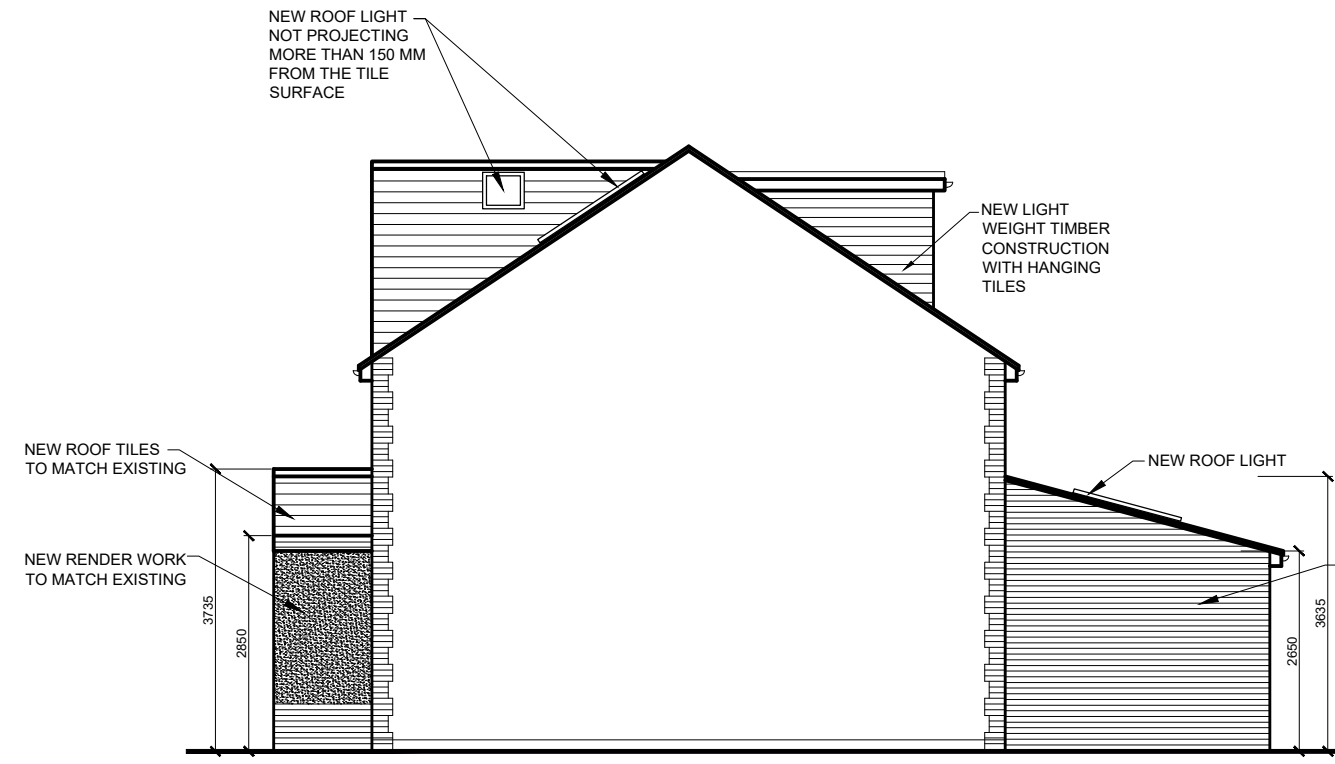 NEW ROOF LIGHT
NOT PROJECTING
MORE THAN 150 MM
FROM THE TILE
SURFACE
NEW LIGHT
WEIGHT TIMBER
CONSTRUCTION
WITH HANGING
TILES
NEW ROOF TILES
TO MATCH EXISTING
NEW ROOF LIGHT
NEW RENDER WORK
TO MATCH EXISTING
3735
2850
2650
3635